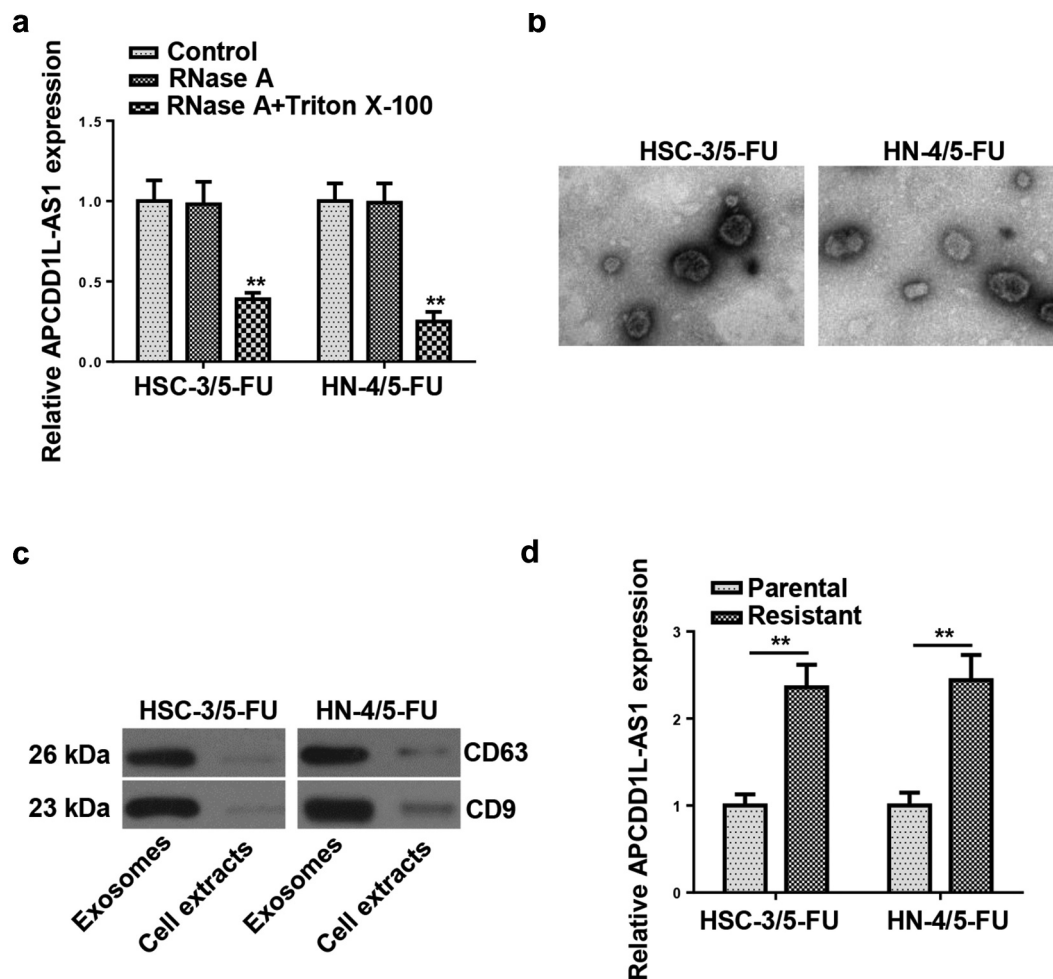 a
Control
RNase A
RNase A+Triton X-100
Relative APCDD1L-AS1 expression
1.5
1.0
0.5
0.0
**
**
HSC-3/5-FU
HN-4/5-FU
b
HSC-3/5-FU
HN-4/5-FU
c
HSC-3/5-FU
HN-4/5-FU
26 kDa
CD63
23 kDa
CD9
Exosomes
Cell extracts
Exosomes
Cell extracts
d
Parental
Resistant
Relative APCDD1L-AS1 expression
3
2
1
0
**
**
HSC-3/5-FU
HN-4/5-FU